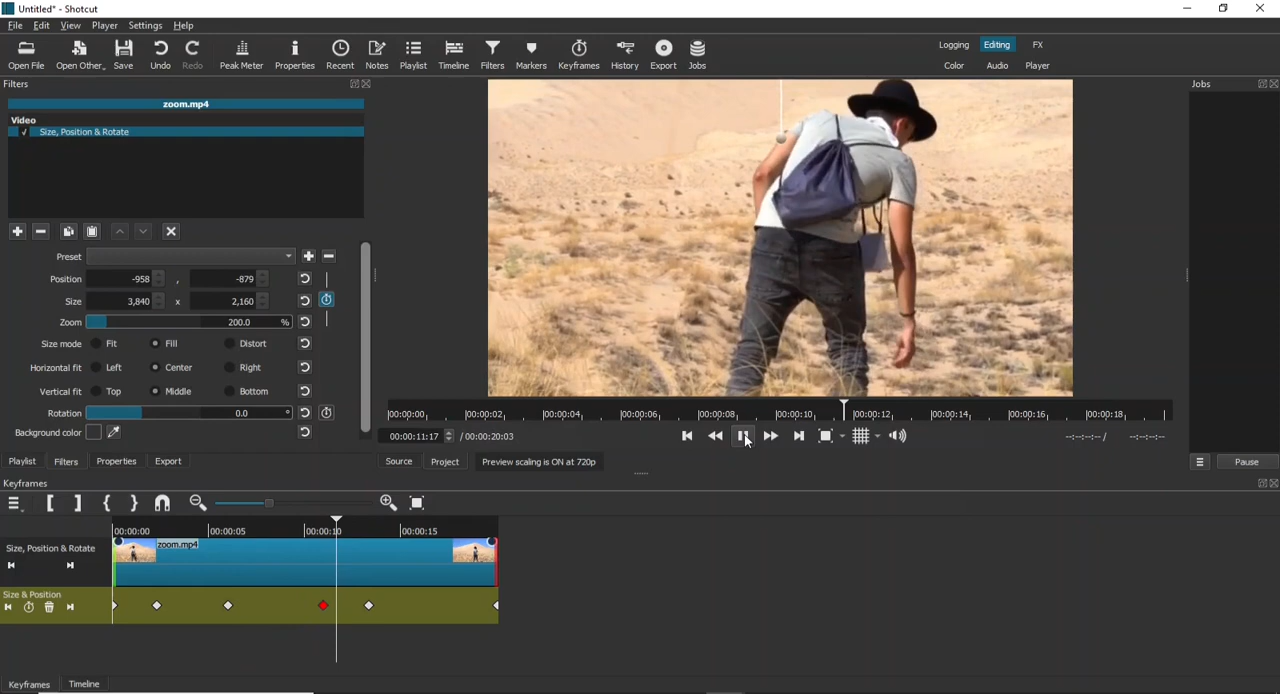 Untitled* - Shotcut
File Edit View Player Settings Help
Open File Open Other.. Save Undo Redo Peak Meter Properties Recent Notes Playlist Timeline Filters Markers Keyframes History Export Jobs
Logging Editing FX
Color Audio Player
Filters
zoom.mp4
Video
✓ Size, Position & Rotate
Preset
Position -958 , -879
Size 3,840 x 2,160
Zoom 200.0 %
Size mode Fit Fill Distort
Horizontal fit Left Center Right
Vertical fit Top Middle Bottom
Rotation 0.0 °
Background color
Playlist Filters Properties Export
Jobs
00:00:00 00:00:02 00:00:04 00:00:06 00:00:08 00:00:10 00:00:12 00:00:14 00:00:16 00:00:18
00:00:11:17 / 00:00:20:03
--:--:--:-- / --:--:--:--
Source Project Preview scaling is ON at 720p
Pause
Keyframes
00:00:00 00:00:05 00:00:10 00:00:15
Size, Position & Rotate
zoom.mp4
Size & Position
Keyframes Timeline